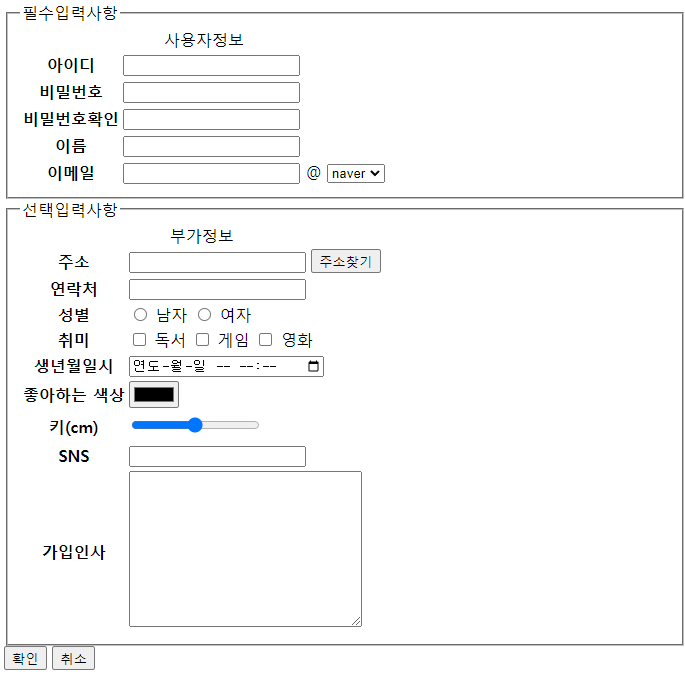 필수입력사항
사용자정보
아이디
비밀번호
비밀번호확인
이름
이메일 @ naver
선택입력사항
부가정보
주소 주소찾기
연락처
성별 남자 여자
취미 독서 게임 영화
생년월일시 연도-월-일 -- --:--
좋아하는 색상
키(cm)
SNS
가입인사
확인 취소